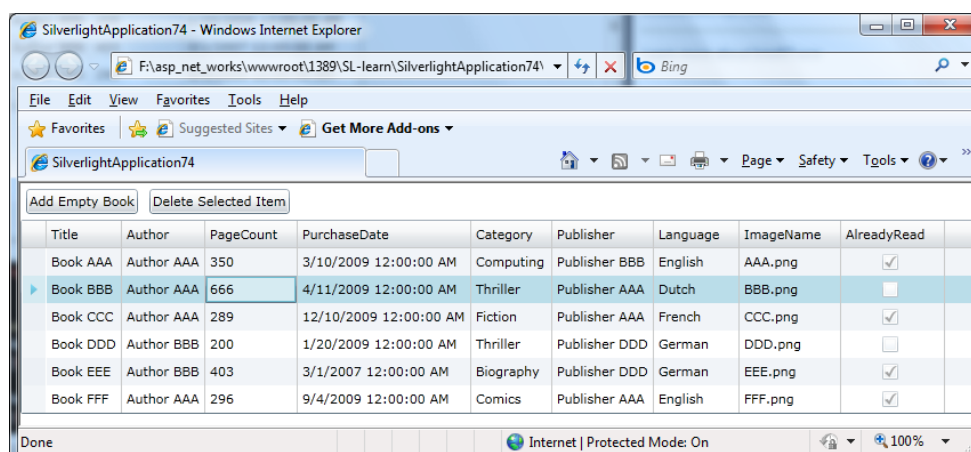 SilverlightApplication74 - Windows Internet Explorer
F:\asp_net_works\wwwroot\1389\SL-learn\SilverlightApplication74\ Bing
File Edit View Favorites Tools Help
Favorites Suggested Sites Get More Add-ons
SilverlightApplication74 Page Safety Tools
Add Empty Book Delete Selected Item
Title Author PageCount PurchaseDate Category Publisher Language ImageName AlreadyRead
Book AAA Author AAA 350 3/10/2009 12:00:00 AM Computing Publisher BBB English AAA.png
Book BBB Author AAA 666 4/11/2009 12:00:00 AM Thriller Publisher AAA Dutch BBB.png
Book CCC Author AAA 289 12/10/2009 12:00:00 AM Fiction Publisher AAA French CCC.png
Book DDD Author BBB 200 1/20/2009 12:00:00 AM Thriller Publisher DDD German DDD.png
Book EEE Author BBB 403 3/1/2007 12:00:00 AM Biography Publisher DDD German EEE.png
Book FFF Author AAA 296 9/4/2009 12:00:00 AM Comics Publisher AAA English FFF.png
Done Internet | Protected Mode: On 100%